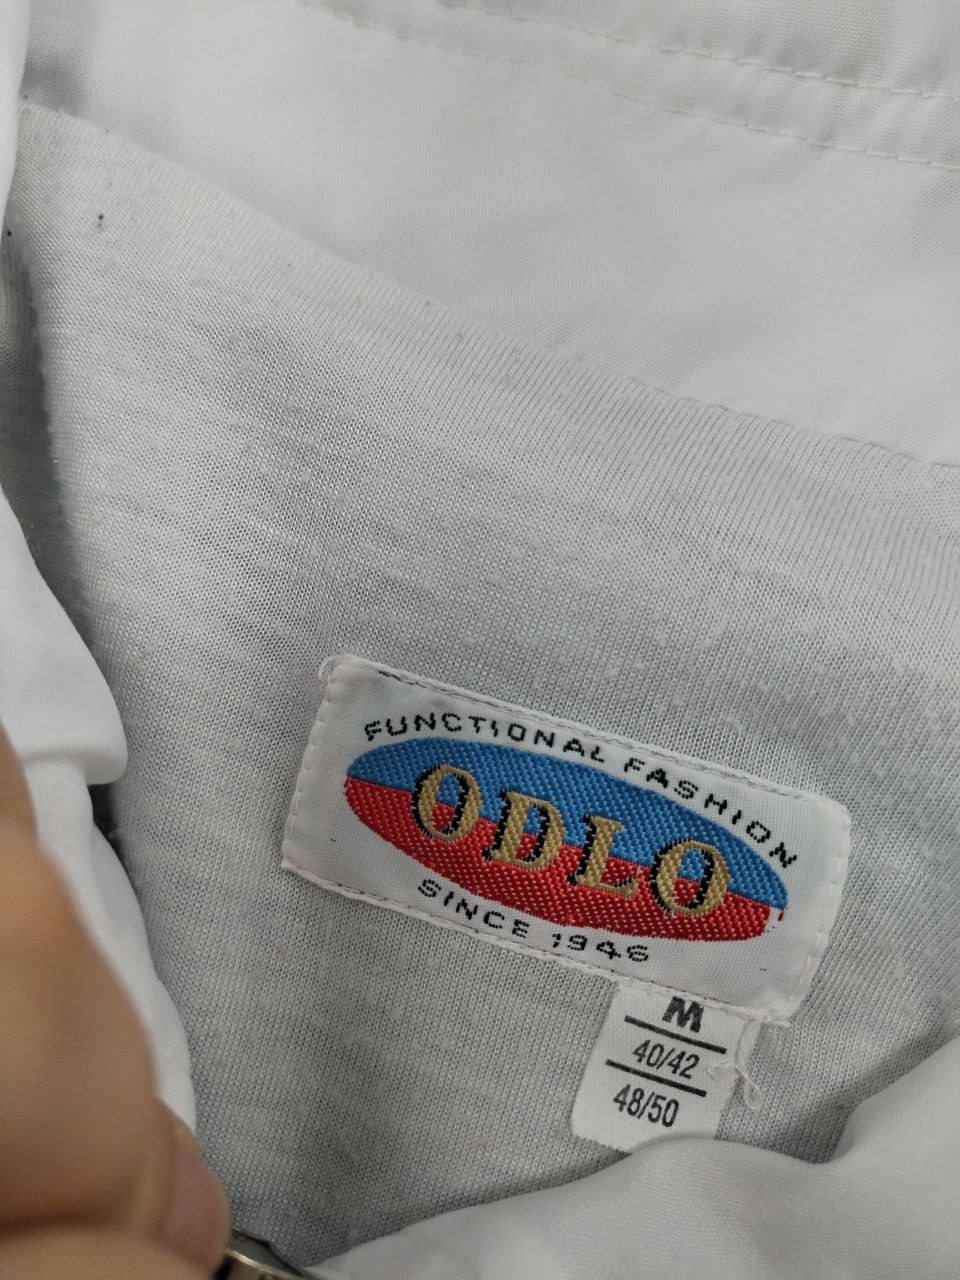 FUNCTIONAL FASHION
ODLO
SINCE 1946
M
40/42
48/50